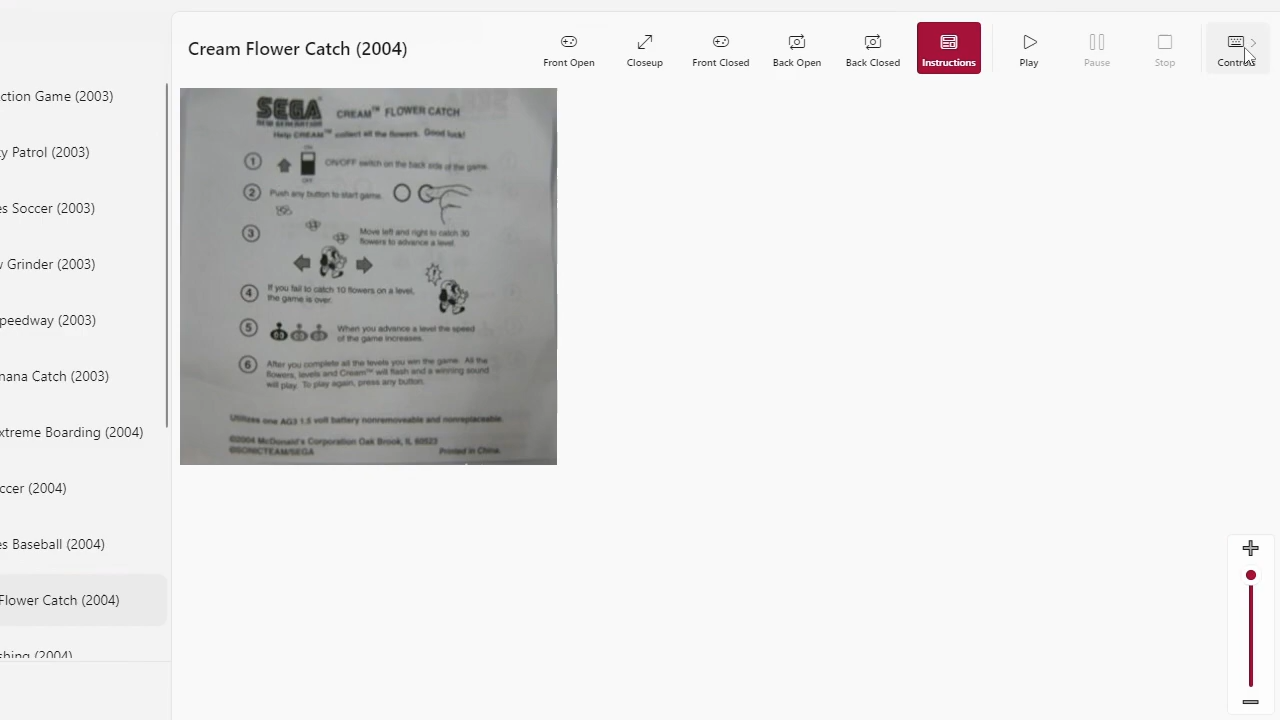 Cream Flower Catch (2004)
Front Open
Closeup
Front Closed
Back Open
Back Closed
Instructions
Play
Pause
Stop
Controls
ction Game (2003)
y Patrol (2003)
es Soccer (2003)
w Grinder (2003)
peedway (2003)
nana Catch (2003)
xtreme Boarding (2004)
ccer (2004)
es Baseball (2004)
Flower Catch (2004)
shing (2004)
SEGA CREAM™ FLOWER CATCH
Help CREAM™ collect all the flowers. Good luck!
1 ON/OFF switch on the back side of the game.
OFF
2 Push any button to start game.
3 Move left and right to catch 30
flowers to advance a level.
4 If you fail to catch 10 flowers on a level,
the game is over.
5 When you advance a level the speed
of the game increases.
6 After you complete all the levels you win the game. All the
flowers, levels and Cream™ will flash and a winning sound
will play. To play again, press any button.
Utilizes one AG3 1.5 volt battery nonremoveable and nonreplaceable.
©2004 McDonald's Corporation Oak Brook, IL 60523
©SONICTEAM/SEGA Printed in China.